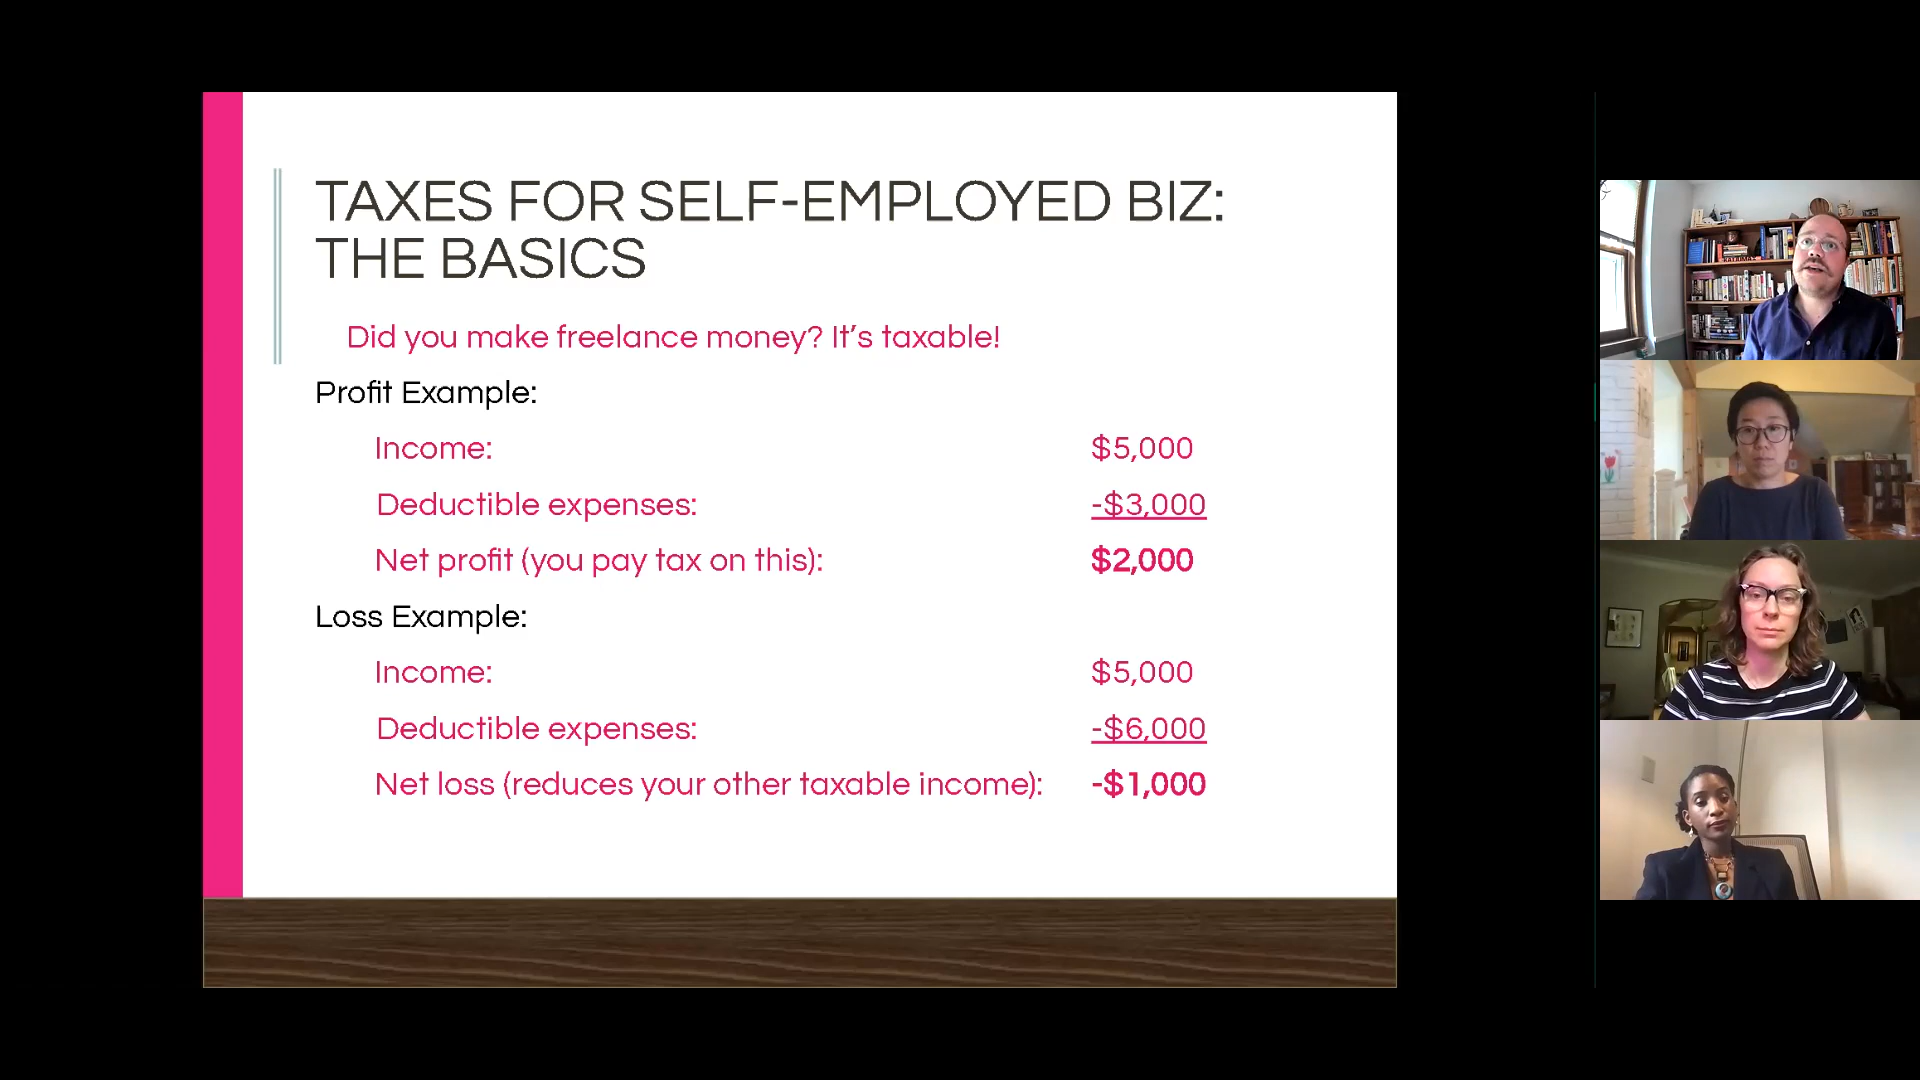 TAXES FOR SELF-EMPLOYED BIZ:
THE BASICS
Did you make freelance money? It’s taxable!
Profit Example:
Income: $5,000
Deductible expenses: -$3,000
Net profit (you pay tax on this): $2,000
Loss Example:
Income: $5,000
Deductible expenses: -$6,000
Net loss (reduces your other taxable income): -$1,000